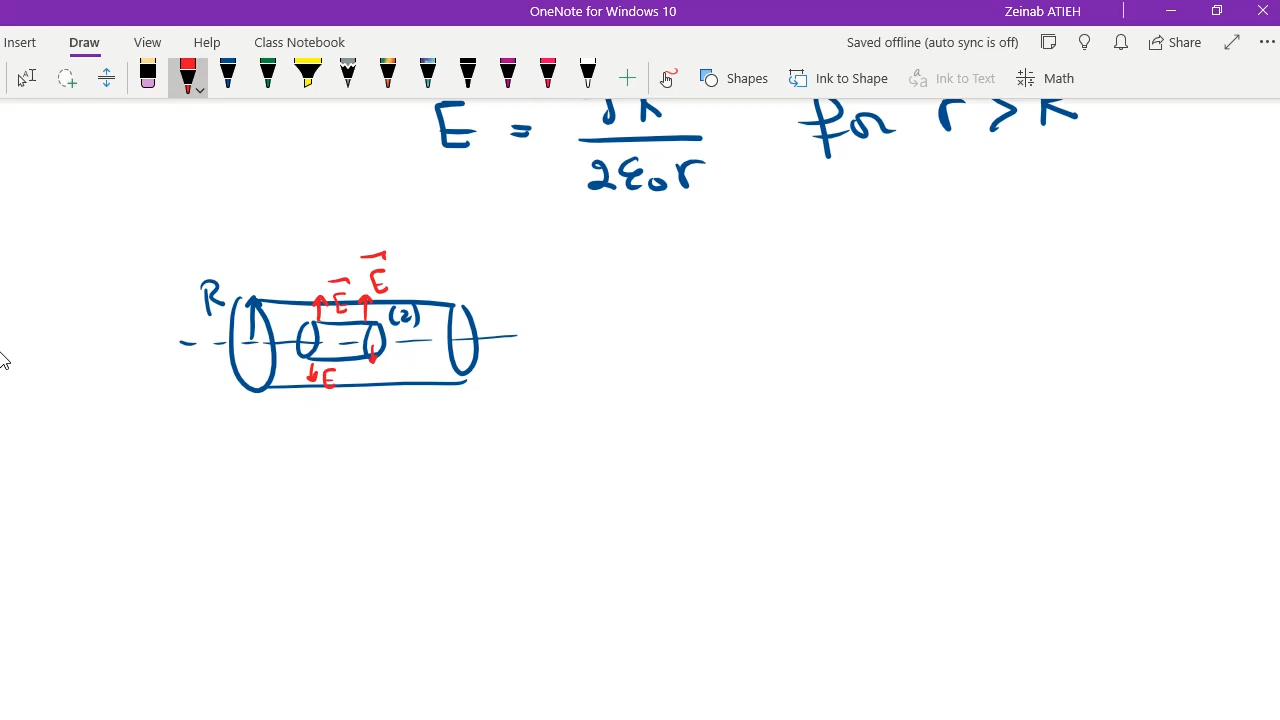 OneNote for Windows 10 Zeinab ATIEH
Insert Draw View Help Class Notebook Saved offline (auto sync is off) Share
Shapes Ink to Shape Ink to Text Math
E = for r > R
2ε₀r
R
E
E
(2)
E